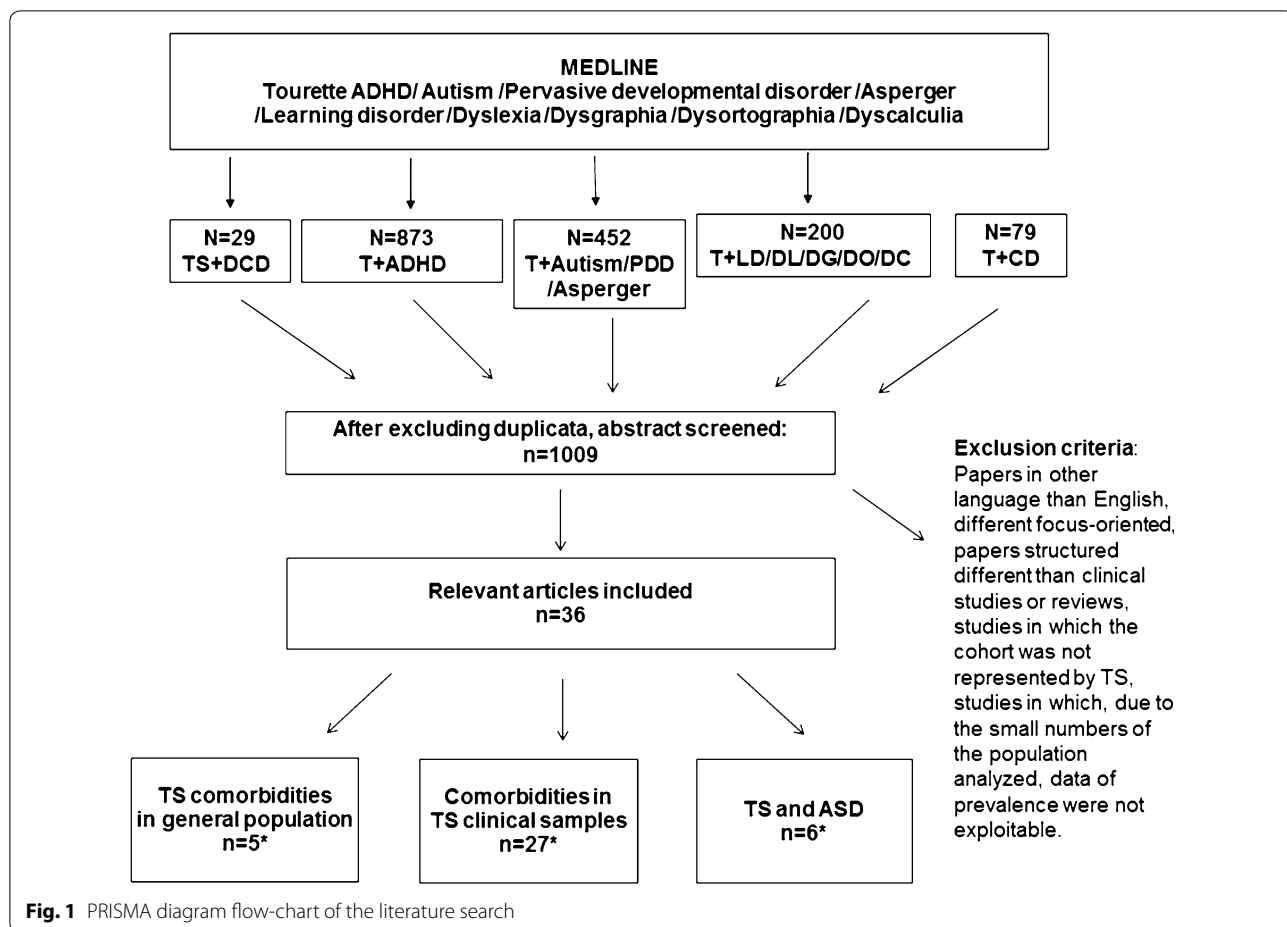 MEDLINE
Tourette ADHD/ Autism /Pervasive developmental disorder /Asperger
/Learning disorder /Dyslexia/Dysgraphia/Dysortographia/Dyscalculia
N=29
TS+DCD
N=873
T+ADHD
N=452
T+Autism/PDD
/Asperger
N=200
T+LD/DL/DG/DO/DC
N=79
T+CD
After excluding duplicata, abstract screened:
n=1009
Exclusion criteria:
Papers in other
language than English,
different focus-oriented,
papers structured
different than clinical
studies or reviews,
studies in which the
cohort was not
represented by TS,
studies in which, due to
the small numbers of
the population
analyzed, data of
prevalence were not
exploitable.
Relevant articles included
n=36
TS comorbidities
in general population
n=5*
Comorbidities in
TS clinical samples
n=27*
TS and ASD
n=6*
Fig. 1 PRISMA diagram flow-chart of the literature search